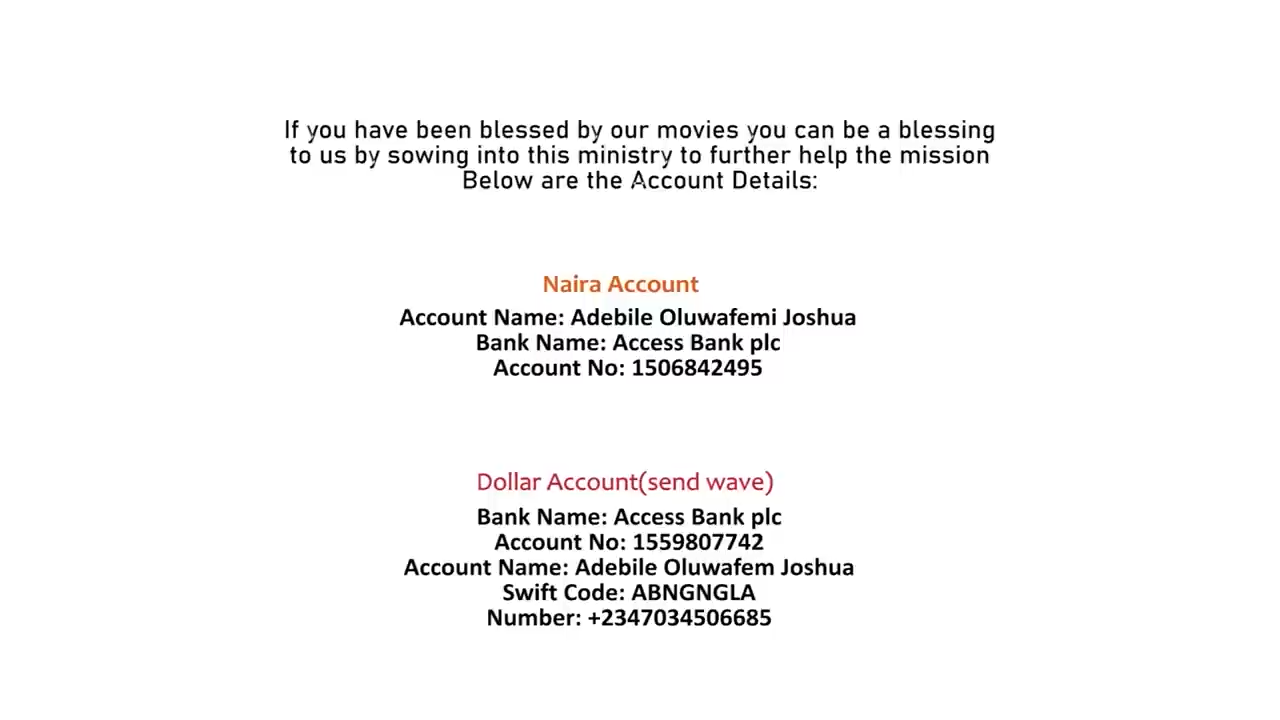 If you have been blessed by our movies you can be a blessing
to us by sowing into this ministry to further help the mission
Below are the Account Details:
Naira Account
Account Name: Adebile Oluwafemi Joshua
Bank Name: Access Bank plc
Account No: 1506842495
Dollar Account(send wave)
Bank Name: Access Bank plc
Account No: 1559807742
Account Name: Adebile Oluwafem Joshua
Swift Code: ABNGNGLA
Number: +2347034506685